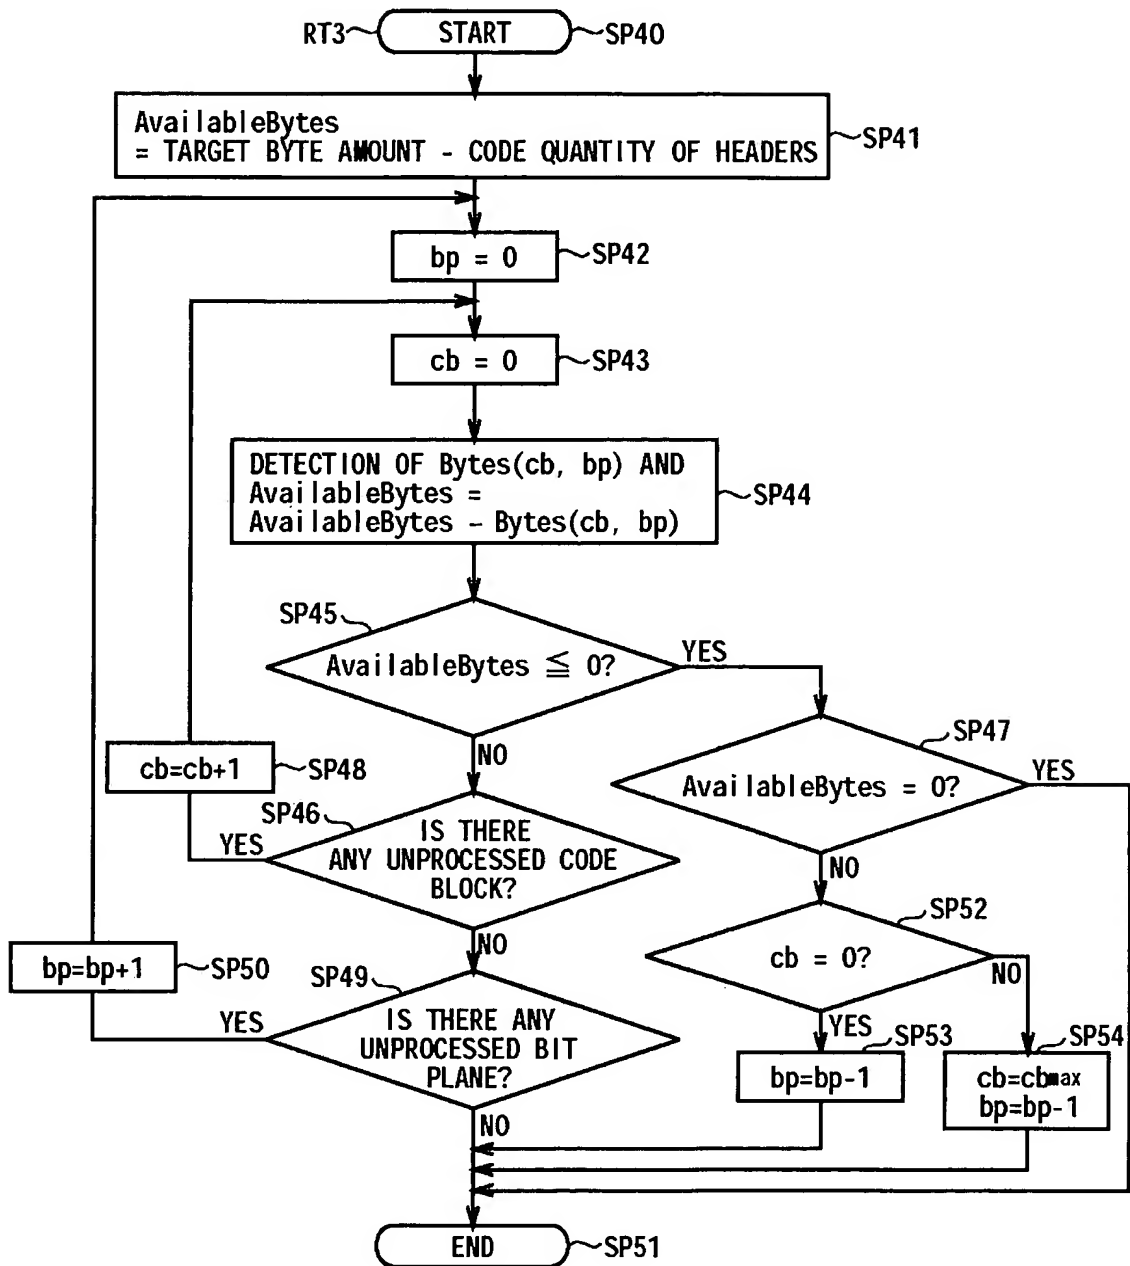 RT3 START SP40
AvailableBytes
= TARGET BYTE AMOUNT - CODE QUANTITY OF HEADERS
SP41
bp = 0
SP42
cb = 0
SP43
DETECTION OF Bytes(cb, bp) AND
AvailableBytes =
AvailableBytes - Bytes(cb, bp)
SP44
SP45
AvailableBytes ≦ 0?
YES
NO
SP47
AvailableBytes = 0?
YES
NO
cb=cb+1
SP48
SP46
IS THERE
ANY UNPROCESSED CODE
BLOCK?
YES
NO
SP52
cb = 0?
NO
YES
bp=bp+1
SP50
SP49
IS THERE ANY
UNPROCESSED BIT
PLANE?
YES
NO
SP53
bp=bp-1
SP54
cb=cbmax
bp=bp-1
END SP51